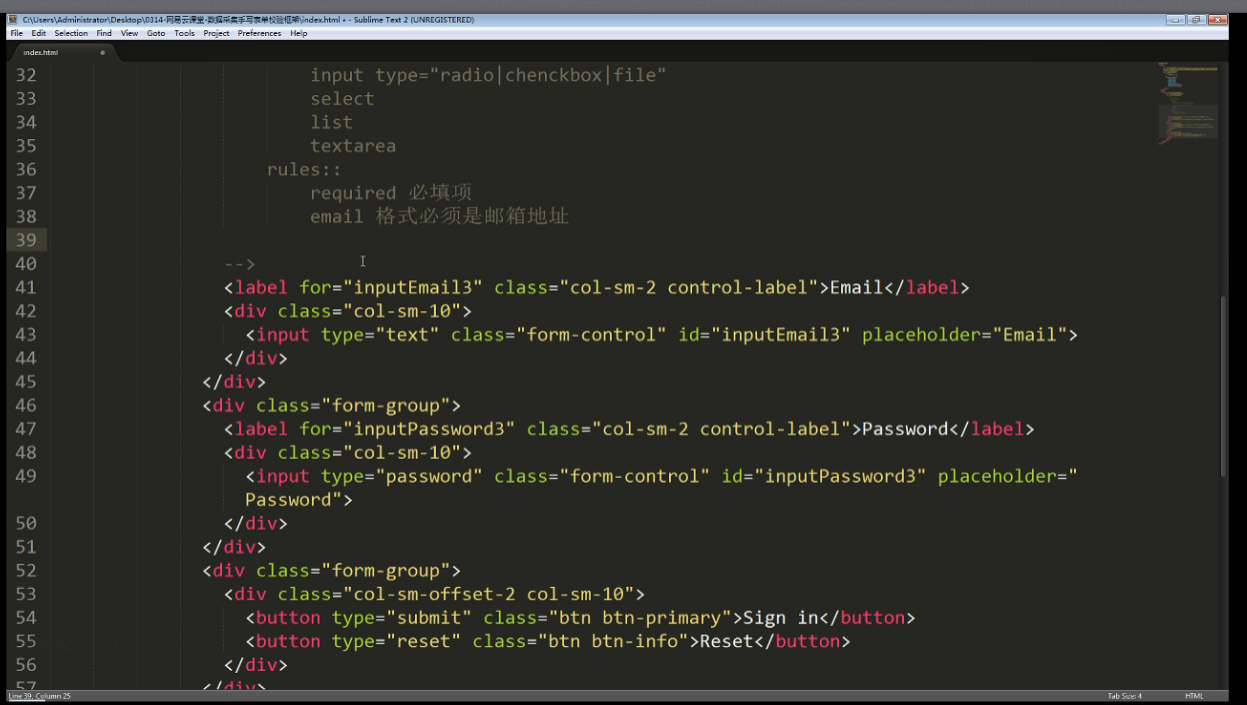 C:\Users\Administrator\Desktop\0314-网易云课堂-数据采集手写表单校验框架\index.html • - Sublime Text 2 (UNREGISTERED)
File Edit Selection Find View Goto Tools Project Preferences Help
index.html
32 input type="radio|chenckbox|file"
33 select
34 list
35 textarea
36 rules::
37 required 必填项
38 email 格式必须是邮箱地址
39
40 -->
41 <label for="inputEmail3" class="col-sm-2 control-label">Email</label>
42 <div class="col-sm-10">
43 <input type="text" class="form-control" id="inputEmail3" placeholder="Email">
44 </div>
45 </div>
46 <div class="form-group">
47 <label for="inputPassword3" class="col-sm-2 control-label">Password</label>
48 <div class="col-sm-10">
49 <input type="password" class="form-control" id="inputPassword3" placeholder="
Password">
50 </div>
51 </div>
52 <div class="form-group">
53 <div class="col-sm-offset-2 col-sm-10">
54 <button type="submit" class="btn btn-primary">Sign in</button>
55 <button type="reset" class="btn btn-info">Reset</button>
56 </div>
57 </div>
Line 39, Column 25 Tab Size: 4 HTML